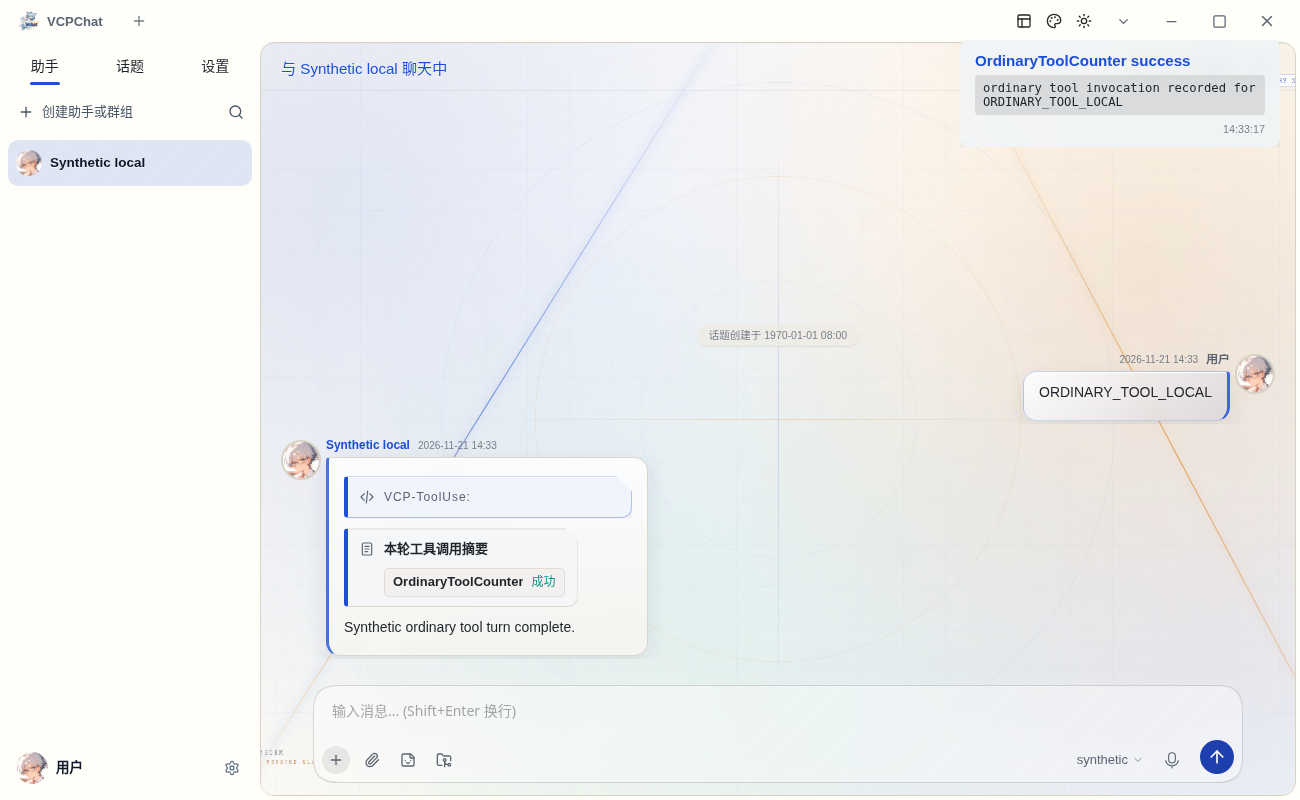 VCPChat
助手
话题
设置
创建助手或群组
Synthetic local
用户
与 Synthetic local 聊天中
OrdinaryToolCounter success
ordinary tool invocation recorded for
ORDINARY_TOOL_LOCAL
14:33:17
话题创建于 1970-01-01 08:00
2026-11-21 14:33 用户
ORDINARY_TOOL_LOCAL
Synthetic local 2026-11-21 14:33
VCP-ToolUse:
本轮工具调用摘要
OrdinaryToolCounter 成功
Synthetic ordinary tool turn complete.
输入消息... (Shift+Enter 换行)
synthetic